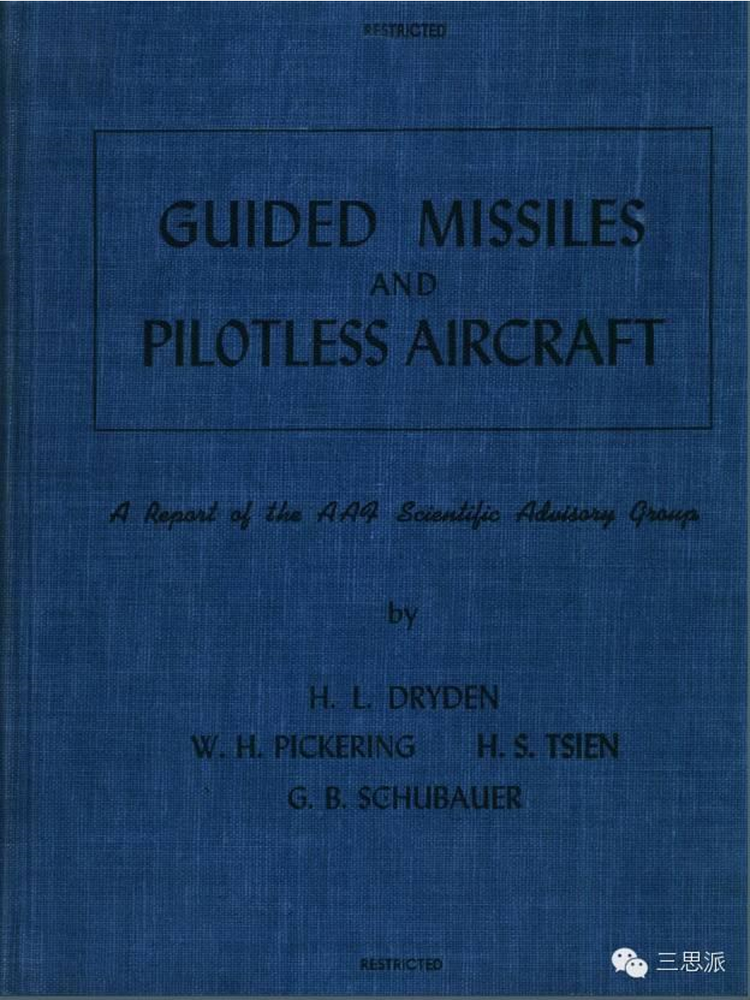 RESTRICTED
GUIDED MISSILES
AND
PILOTLESS AIRCRAFT
A Report of the AAF Scientific Advisory Group
by
H. L. DRYDEN
W. H. PICKERING H. S. TSIEN
G. B. SCHUBAUER
RESTRICTED
三思派